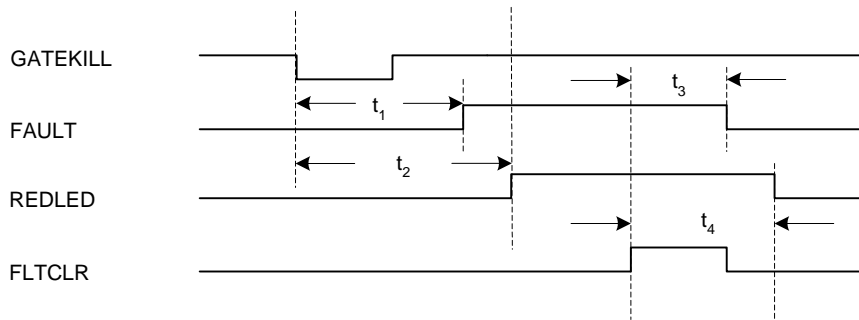 GATEKILL
t3
t1
FAULT
t2
REDLED
t4
FLTCLR